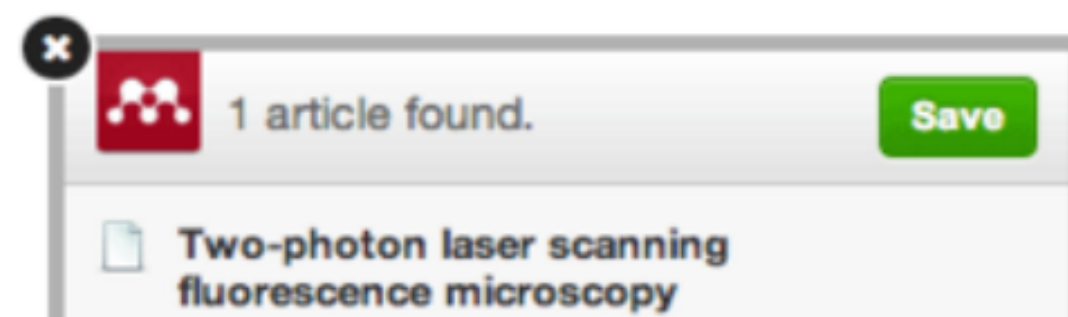 1 article found.
Save
Two-photon laser scanning
fluorescence microscopy